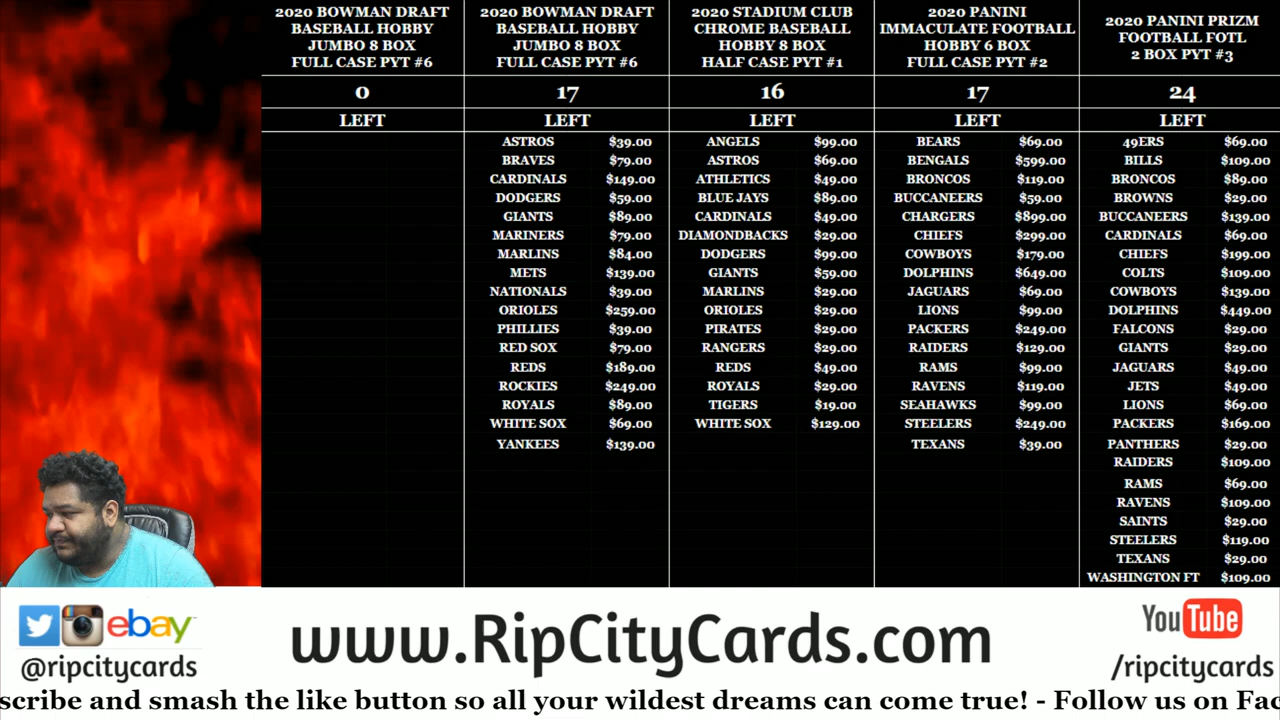 2020 BOWMAN DRAFT
BASEBALL HOBBY
JUMBO 8 BOX
FULL CASE PYT #6
0
LEFT
2020 BOWMAN DRAFT
BASEBALL HOBBY
JUMBO 8 BOX
FULL CASE PYT #6
17
LEFT
ASTROS $39.00
BRAVES $79.00
CARDINALS $149.00
DODGERS $59.00
GIANTS $89.00
MARINERS $79.00
MARLINS $84.00
METS $139.00
NATIONALS $39.00
ORIOLES $259.00
PHILLIES $39.00
RED SOX $79.00
REDS $189.00
ROCKIES $249.00
ROYALS $89.00
WHITE SOX $69.00
YANKEES $139.00
2020 STADIUM CLUB
CHROME BASEBALL
HOBBY 8 BOX
HALF CASE PYT #1
16
LEFT
ANGELS $99.00
ASTROS $69.00
ATHLETICS $49.00
BLUE JAYS $89.00
CARDINALS $49.00
DIAMONDBACKS $29.00
DODGERS $99.00
GIANTS $59.00
MARLINS $29.00
ORIOLES $29.00
PIRATES $29.00
RANGERS $29.00
REDS $49.00
ROYALS $29.00
TIGERS $19.00
WHITE SOX $129.00
2020 PANINI
IMMACULATE FOOTBALL
HOBBY 6 BOX
FULL CASE PYT #2
17
LEFT
BEARS $69.00
BENGALS $599.00
BRONCOS $119.00
BUCCANEERS $59.00
CHARGERS $899.00
CHIEFS $299.00
COWBOYS $179.00
DOLPHINS $649.00
JAGUARS $69.00
LIONS $99.00
PACKERS $249.00
RAIDERS $129.00
RAMS $99.00
RAVENS $119.00
SEAHAWKS $99.00
STEELERS $249.00
TEXANS $39.00
2020 PANINI PRIZM
FOOTBALL FOTL
2 BOX PYT #3
24
LEFT
49ERS $69.00
BILLS $109.00
BRONCOS $89.00
BROWNS $29.00
BUCCANEERS $139.00
CARDINALS $69.00
CHIEFS $199.00
COLTS $109.00
COWBOYS $139.00
DOLPHINS $449.00
FALCONS $29.00
GIANTS $29.00
JAGUARS $49.00
JETS $49.00
LIONS $69.00
PACKERS $169.00
PANTHERS $29.00
RAIDERS $109.00
RAMS $69.00
RAVENS $109.00
SAINTS $29.00
STEELERS $119.00
TEXANS $29.00
WASHINGTON FT $109.00
ebay
@ripcitycards
www.RipCityCards.com
YouTube
/ripcitycards
scribe and smash the like button so all your wildest dreams can come true! - Follow us on Fac